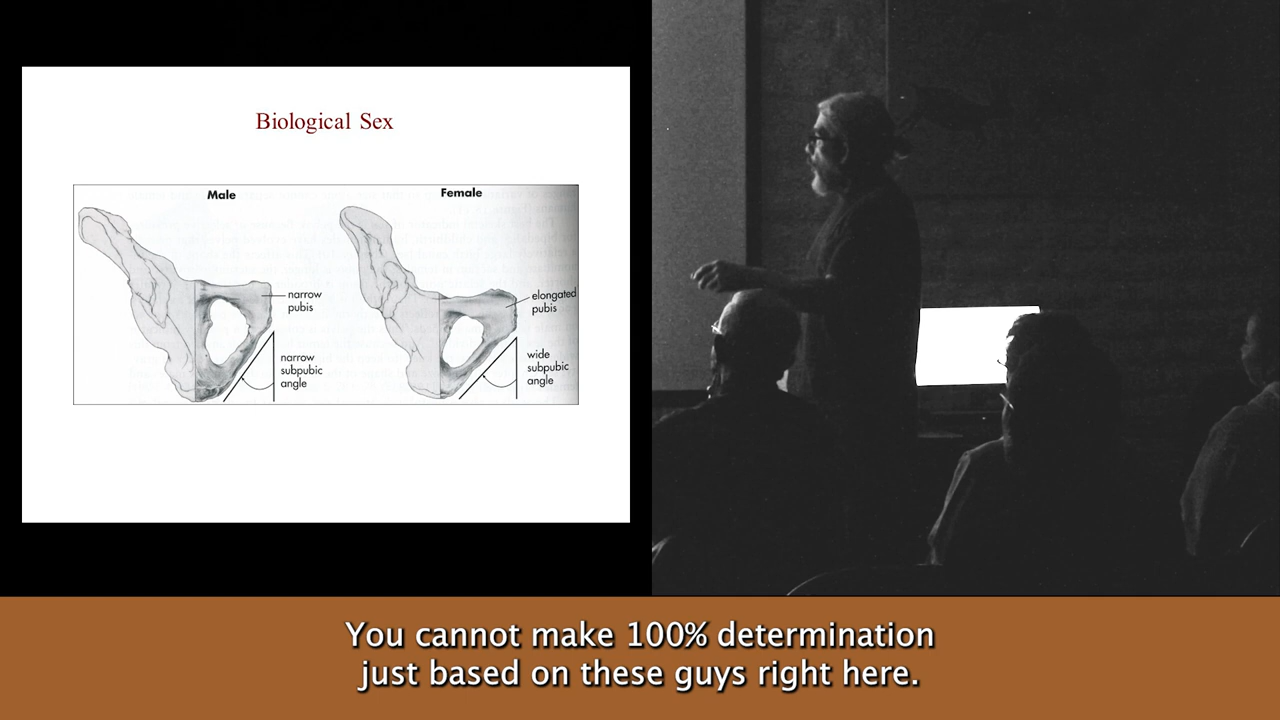 Biological Sex
Male
Female
narrow
pubis
elongated
pubis
narrow
subpubic
angle
wide
subpubic
angle
You cannot make 100% determination
just based on these guys right here.